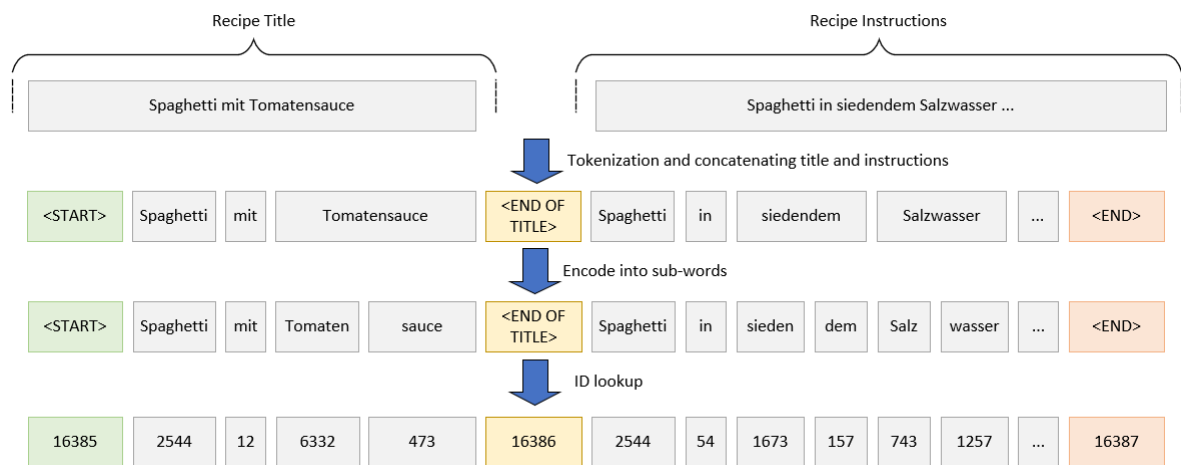 Recipe Title
Recipe Instructions
Spaghetti mit Tomatensauce
Spaghetti in siedendem Salzwasser ...
Tokenization and concatenating title and instructions
<START> Spaghetti mit Tomatensauce <END OF TITLE> Spaghetti in siedendem Salzwasser ... <END>
Encode into sub-words
<START> Spaghetti mit Tomaten sauce <END OF TITLE> Spaghetti in sieden dem Salz wasser ... <END>
ID lookup
16385 2544 12 6332 473 16386 2544 54 1673 157 743 1257 ... 16387